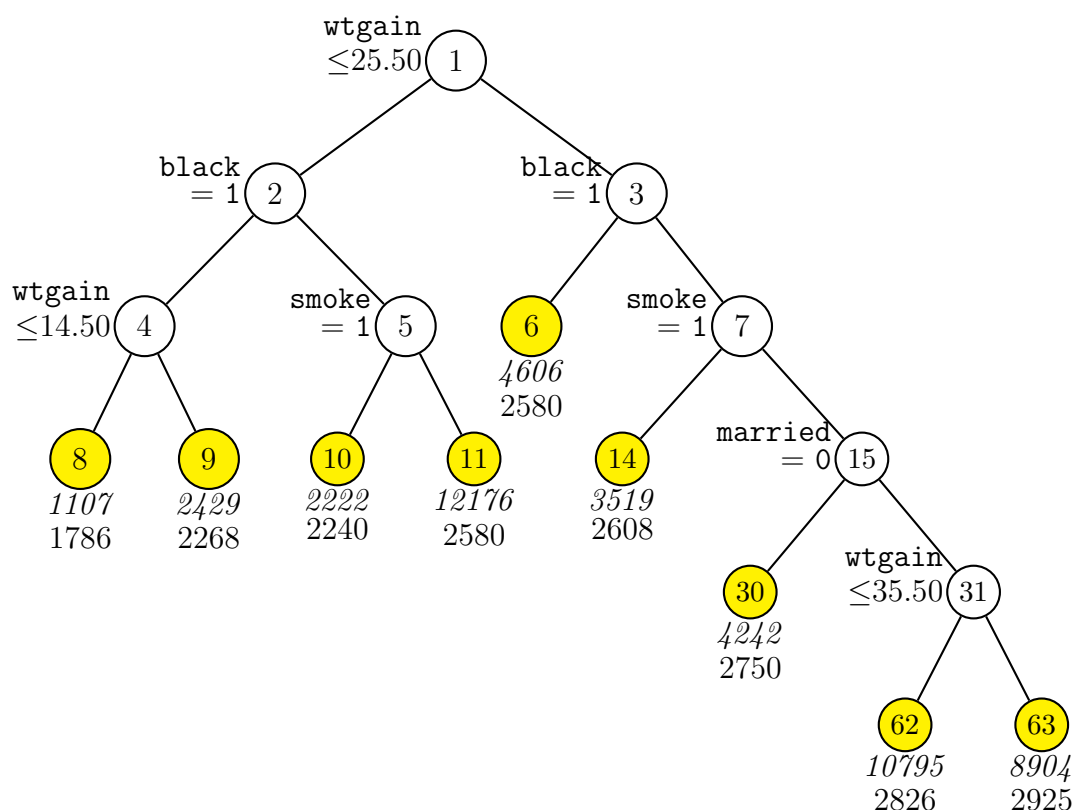 wtgain
≤25.50 1
black
= 1 2
black
= 1 3
wtgain
≤14.50 4
smoke
= 1 5
6
4606
2580
smoke
= 1 7
8
1107
1786
9
2429
2268
10
2222
2240
11
12176
2580
14
3519
2608
married
= 0 15
30
4242
2750
wtgain
≤35.50 31
62
10795
2826
63
8904
2925